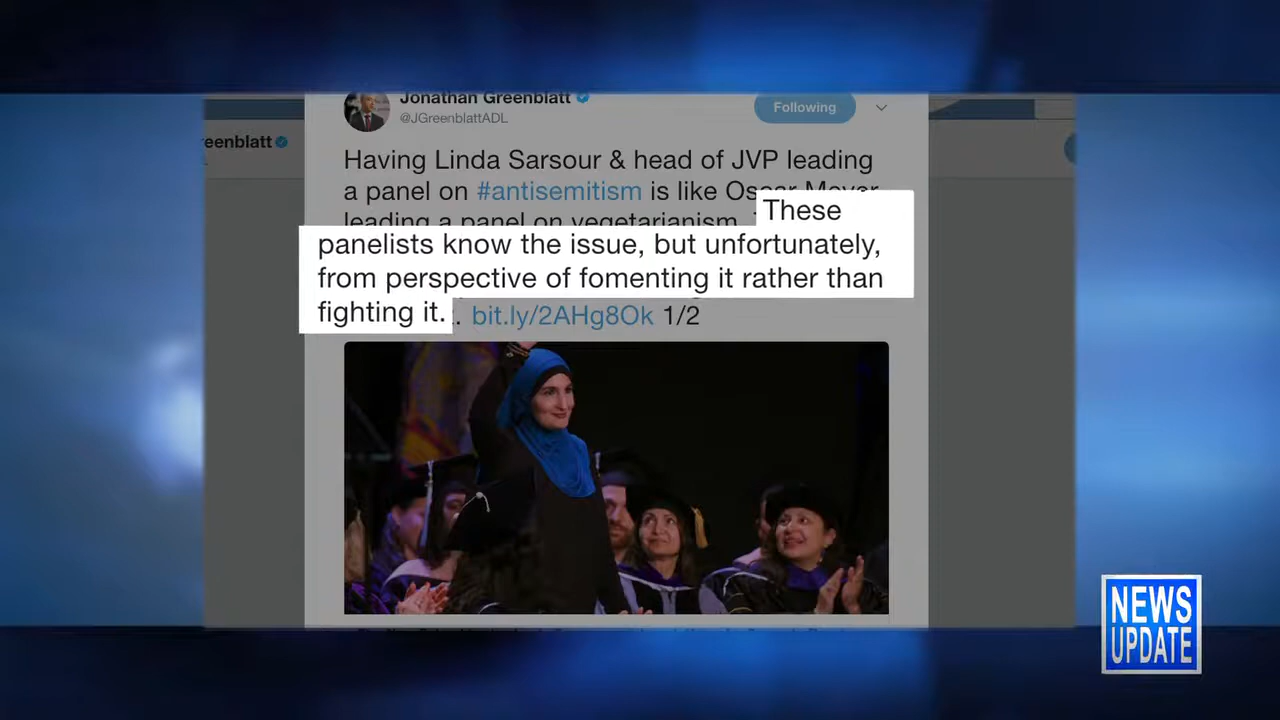 Jonathan Greenblatt
@JGreenblattADL
Following
reenblatt
Having Linda Sarsour & head of JVP leading
a panel on #antisemitism is like Oscar Meyer
leading a panel on vegetarianism.
These
panelists know the issue, but unfortunately,
from perspective of fomenting it rather than
fighting it.
. bit.ly/2AHg8Ok 1/2
NEWS
UPDATE